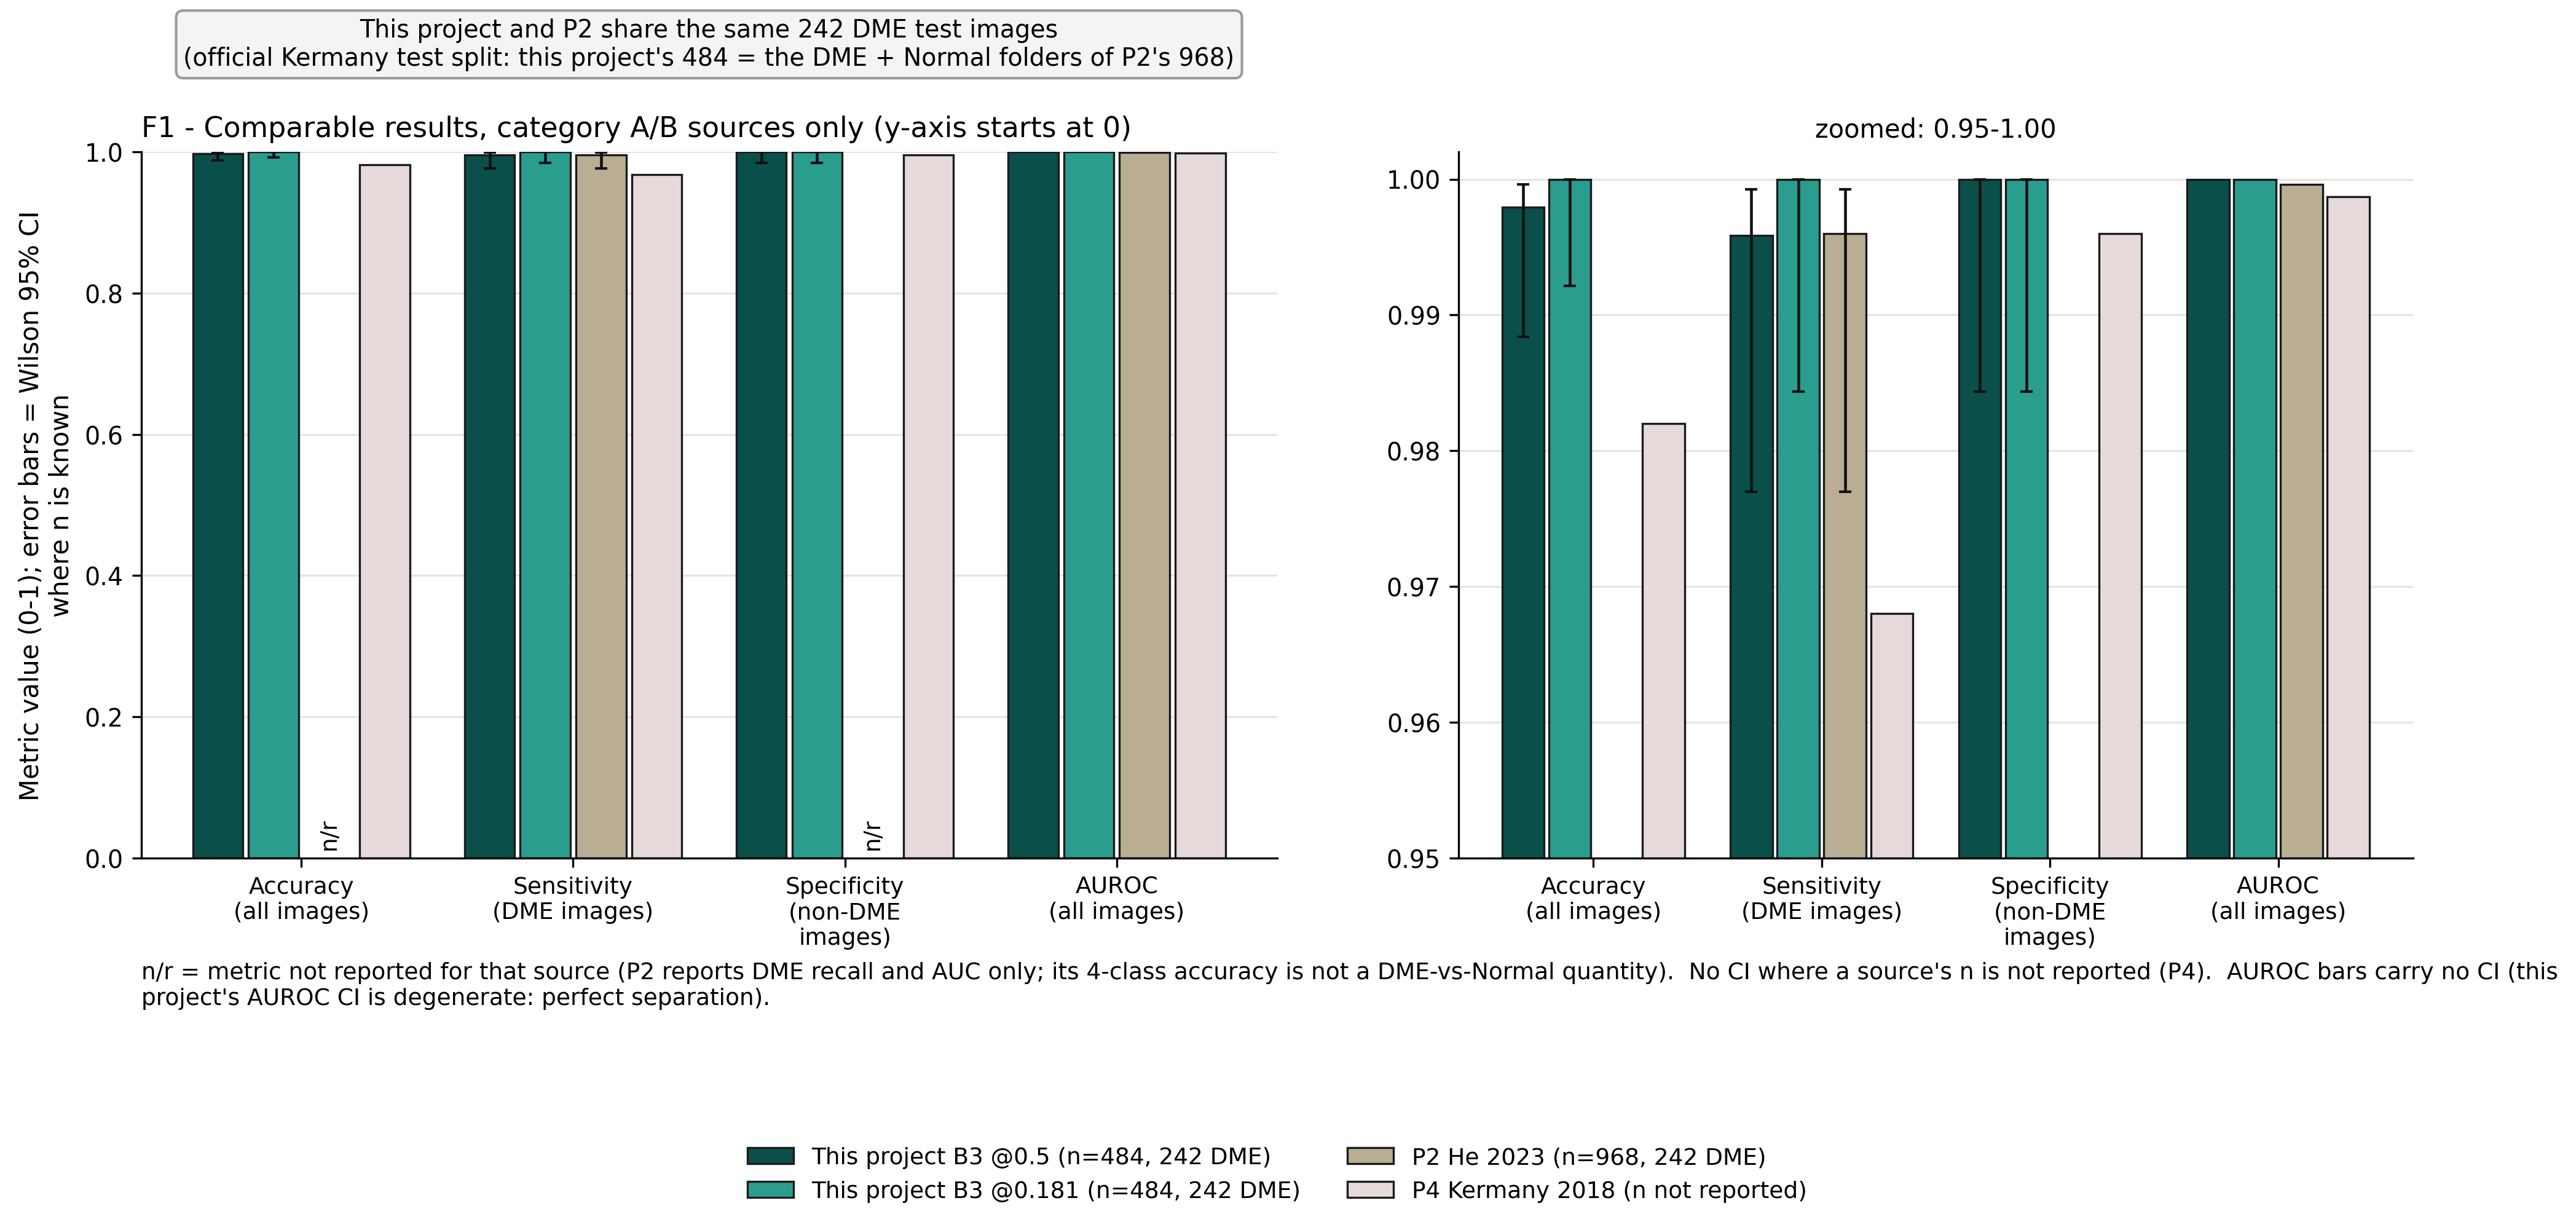 This project and P2 share the same 242 DME test images
(official Kermany test split: this project's 484 = the DME + Normal folders of P2's 968)
F1 - Comparable results, category A/B sources only (y-axis starts at 0)
Metric value (0-1); error bars = Wilson 95% CI
where n is known
1.0
0.8
0.6
0.4
0.2
0.0
n/r
n/r
Accuracy
(all images)
Sensitivity
(DME images)
Specificity
(non-DME
images)
AUROC
(all images)
zoomed: 0.95-1.00
1.00
0.99
0.98
0.97
0.96
0.95
Accuracy
(all images)
Sensitivity
(DME images)
Specificity
(non-DME
images)
AUROC
(all images)
n/r = metric not reported for that source (P2 reports DME recall and AUC only; its 4-class accuracy is not a DME-vs-Normal quantity).  No CI where a source's n is not reported (P4).  AUROC bars carry no CI (this
project's AUROC CI is degenerate: perfect separation).
This project B3 @0.5 (n=484, 242 DME)
This project B3 @0.181 (n=484, 242 DME)
P2 He 2023 (n=968, 242 DME)
P4 Kermany 2018 (n not reported)